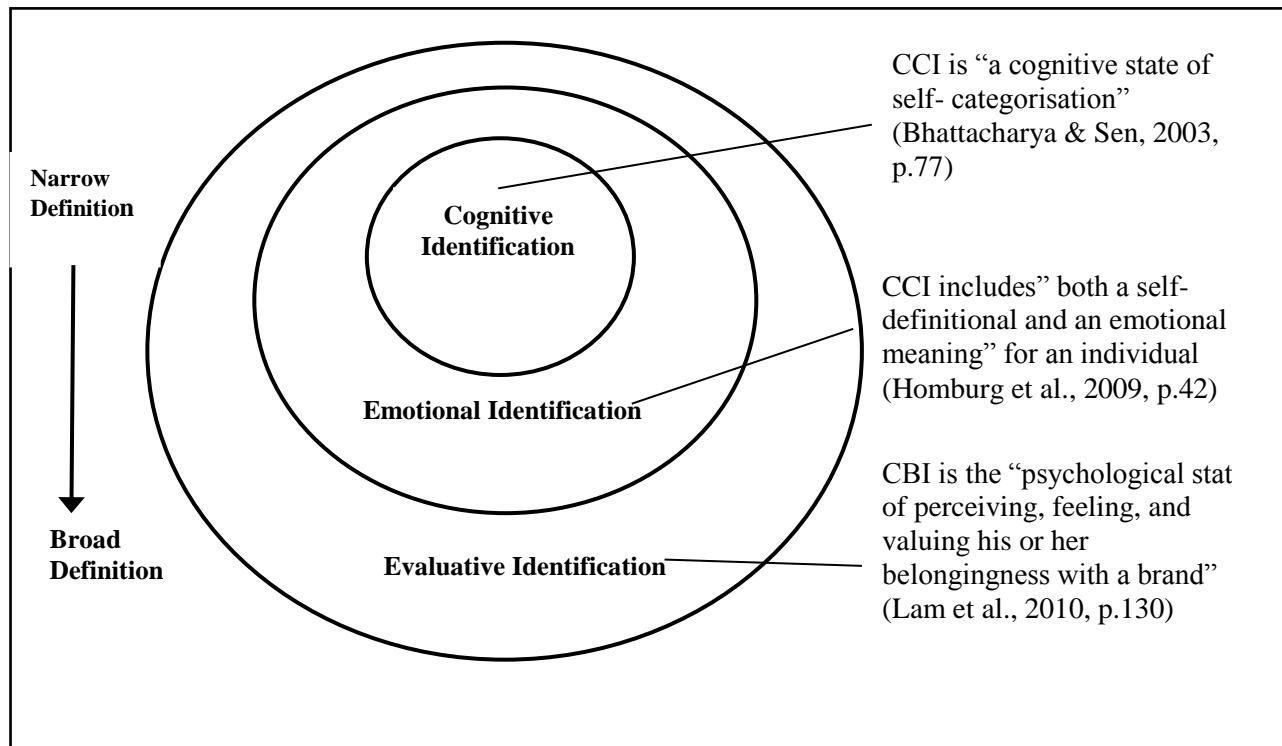 Narrow
Definition
Broad
Definition
Cognitive
Identification
Emotional Identification
Evaluative Identification
CCI is “a cognitive state of
self- categorisation”
(Bhattacharya & Sen, 2003,
p.77)
CCI includes” both a self-
definitional and an emotional
meaning” for an individual
(Homburg et al., 2009, p.42)
CBI is the “psychological stat
of perceiving, feeling, and
valuing his or her
belongingness with a brand”
(Lam et al., 2010, p.130)